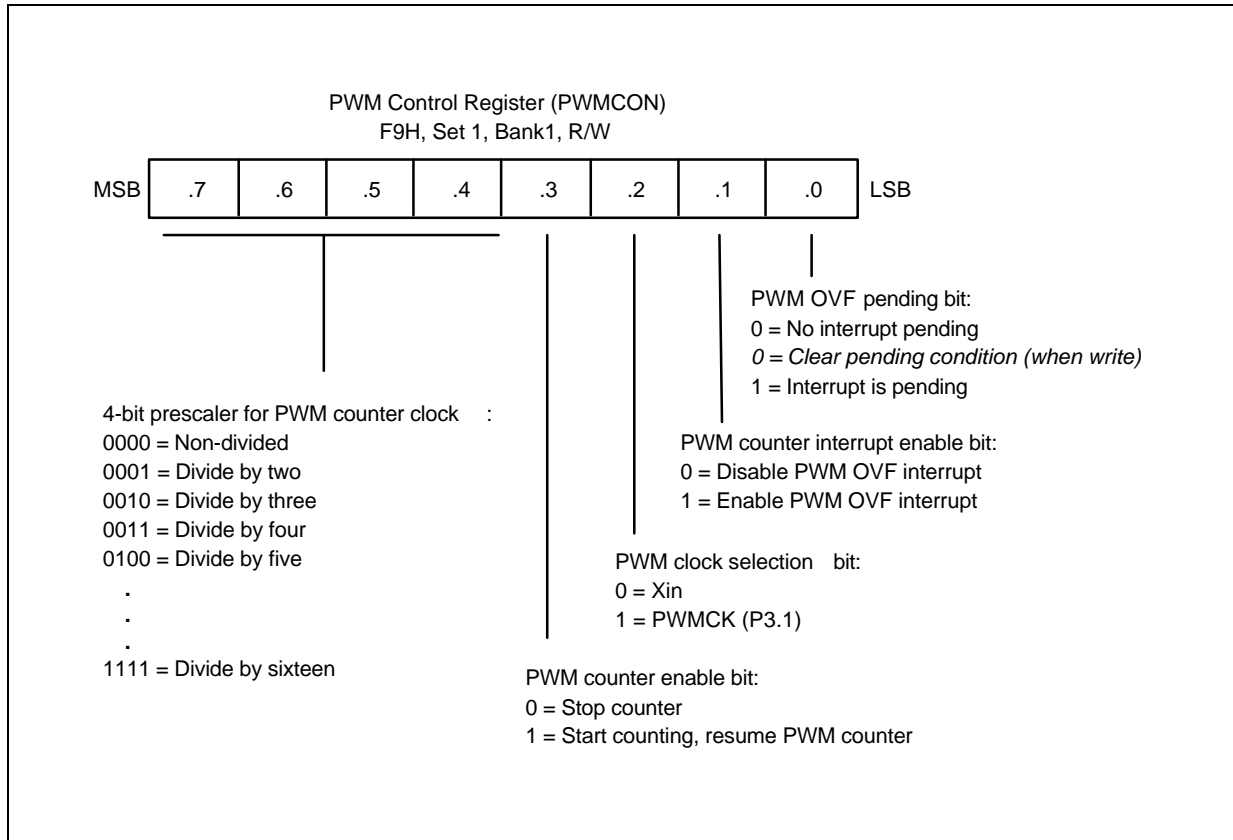 PWM Control Register (PWMCON)
F9H, Set 1, Bank1, R/W
MSB .7 .6 .5 .4 .3 .2 .1 .0 LSB
PWM OVF pending bit:
0 = No interrupt pending
0 = Clear pending condition (when write)
1 = Interrupt is pending
4-bit prescaler for PWM counter clock :
0000 = Non-divided
0001 = Divide by two
0010 = Divide by three
0011 = Divide by four
0100 = Divide by five
.
.
.
1111 = Divide by sixteen
PWM counter interrupt enable bit:
0 = Disable PWM OVF interrupt
1 = Enable PWM OVF interrupt
PWM clock selection bit:
0 = Xin
1 = PWMCK (P3.1)
PWM counter enable bit:
0 = Stop counter
1 = Start counting, resume PWM counter